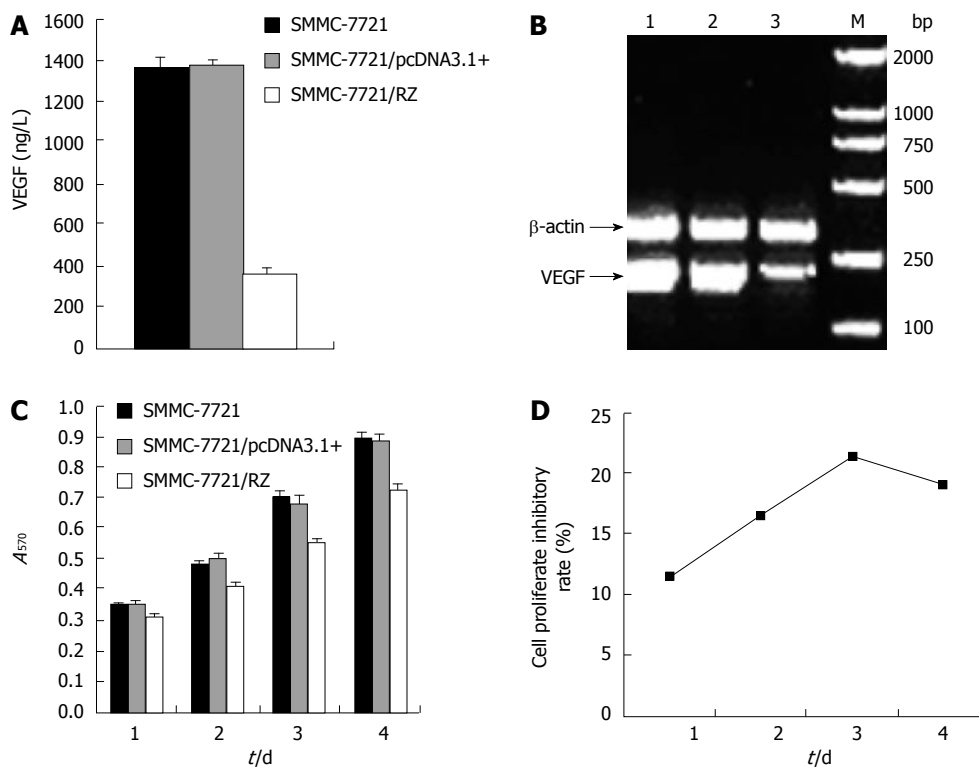 A
VEGF (ng/L)
1600
1400
1200
1000
800
600
400
200
0
SMMC-7721
SMMC-7721/pcDNA3.1+
SMMC-7721/RZ
B
1 2 3 M bp
2000
1000
750
500
250
100
β-actin
VEGF
C
A570
1.0
0.9
0.8
0.7
0.6
0.5
0.4
0.3
0.2
0.1
0.0
SMMC-7721
SMMC-7721/pcDNA3.1+
SMMC-7721/RZ
1 2 3 4
t/d
D
Cell proliferate inhibitory
rate (%)
25
20
15
10
5
0
1 2 3 4
t/d